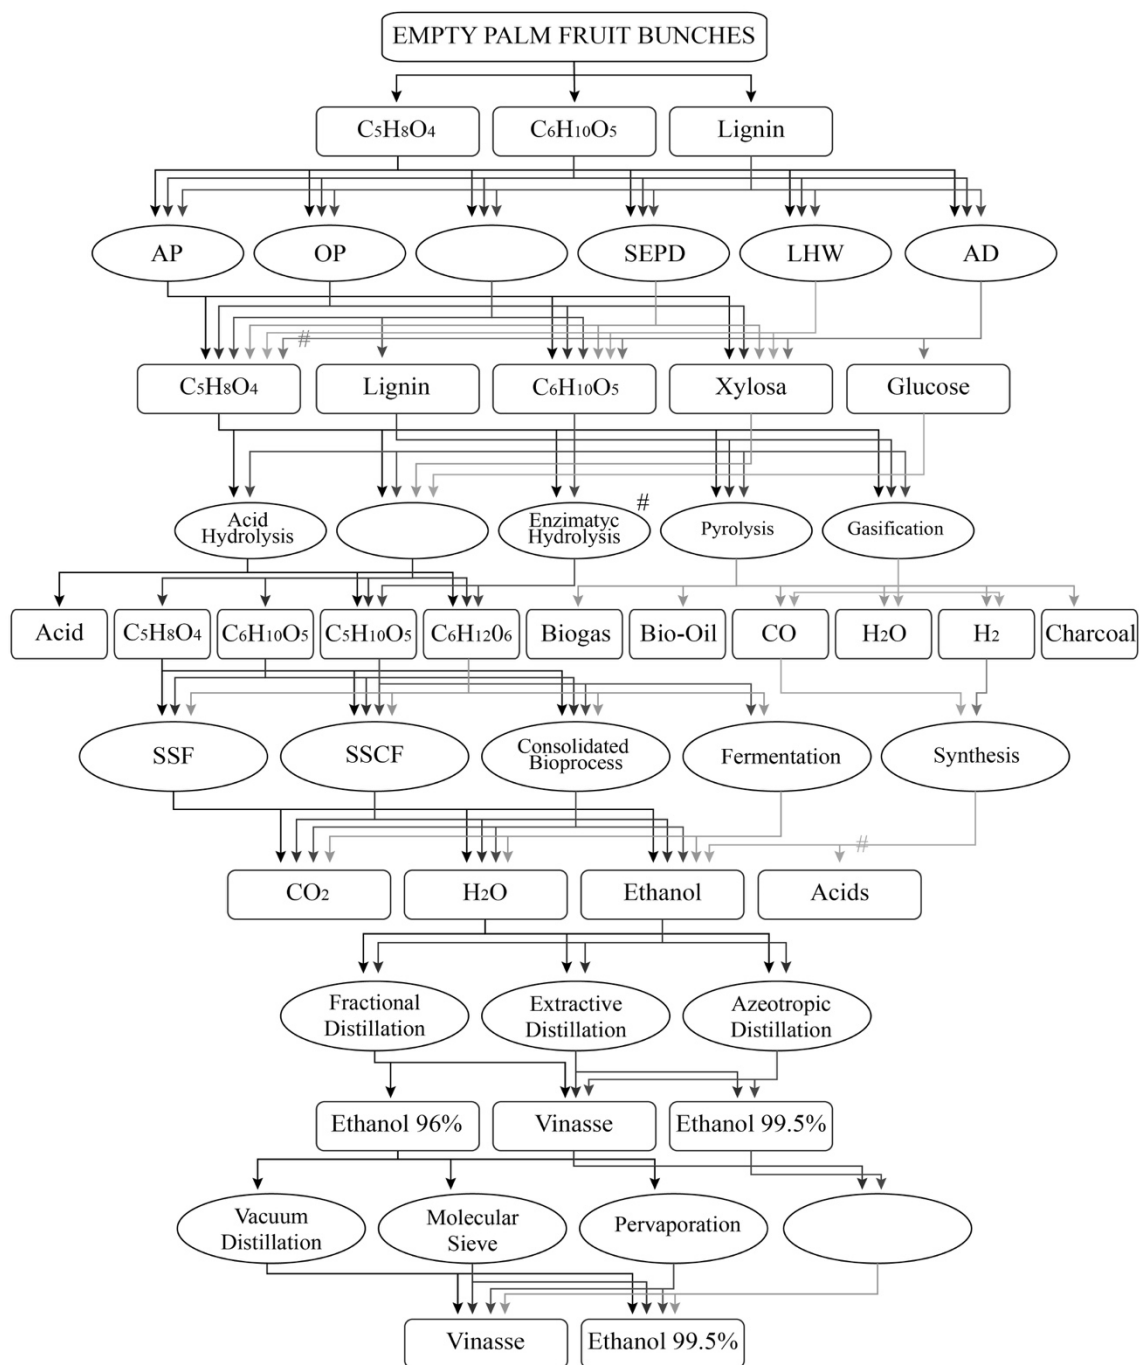 EMPTY PALM FRUIT BUNCHES
C5H8O4
C6H10O5
Lignin
AP
OP
SEPD
LHW
AD
#
C5H8O4
Lignin
C6H10O5
Xylosa
Glucose
Acid
Hydrolysis
Enzimatyc
Hydrolysis
#
Pyrolysis
Gasification
Acid
C5H8O4
C6H10O5
C5H10O5
C6H1206
Biogas
Bio-Oil
CO
H2O
H2
Charcoal
SSF
SSCF
Consolidated
Bioprocess
Fermentation
Synthesis
#
CO2
H2O
Ethanol
Acids
Fractional
Distillation
Extractive
Distillation
Azeotropic
Distillation
Ethanol 96%
Vinasse
Ethanol 99.5%
Vacuum
Distillation
Molecular
Sieve
Pervaporation
Vinasse
Ethanol 99.5%